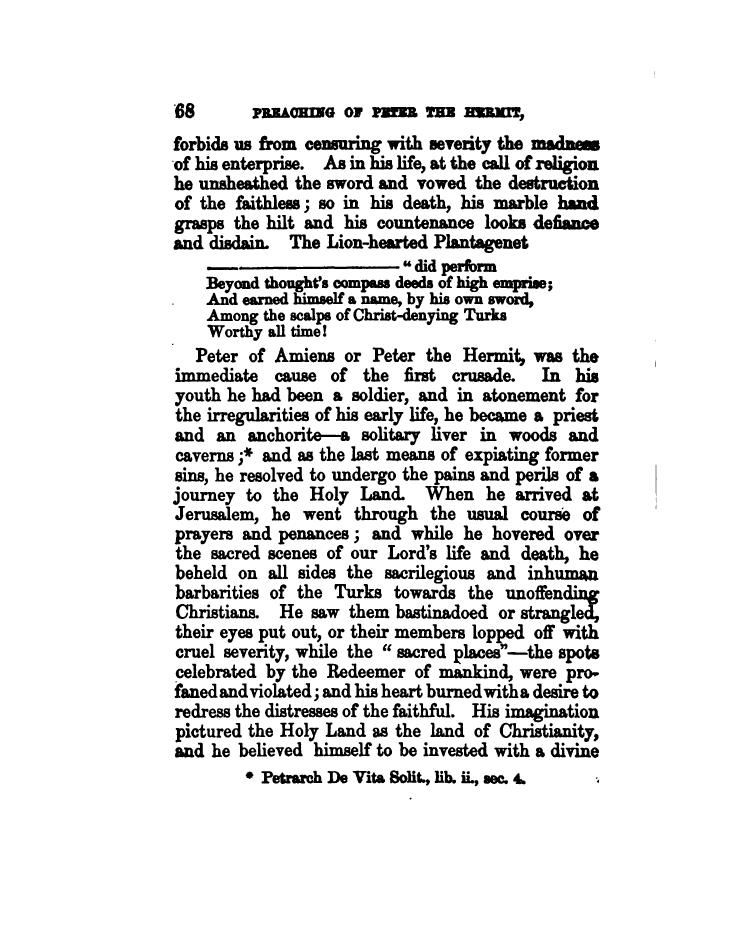 68 PREACHING OF PETER THE HERMIT,
forbids us from censuring with severity the madness
of his enterprise. As in his life, at the call of religion
he unsheathed the sword and vowed the destruction
of the faithless; so in his death, his marble hand
grasps the hilt and his countenance looks defiance
and disdain. The Lion-hearted Plantagenet
——————————— “ did perform
Beyond thought's compass deeds of high emprise;
And earned himself a name, by his own sword,
Among the scalps of Christ-denying Turks
Worthy all time!
Peter of Amiens or Peter the Hermit, was the
immediate cause of the first crusade. In his
youth he had been a soldier, and in atonement for
the irregularities of his early life, he became a priest
and an anchorite—a solitary liver in woods and
caverns;* and as the last means of expiating former
sins, he resolved to undergo the pains and perils of a
journey to the Holy Land. When he arrived at
Jerusalem, he went through the usual course of
prayers and penances; and while he hovered over
the sacred scenes of our Lord's life and death, he
beheld on all sides the sacrilegious and inhuman
barbarities of the Turks towards the unoffending
Christians. He saw them bastinadoed or strangled,
their eyes put out, or their members lopped off with
cruel severity, while the “ sacred places”—the spots
celebrated by the Redeemer of mankind, were pro-
faned and violated; and his heart burned with a desire to
redress the distresses of the faithful. His imagination
pictured the Holy Land as the land of Christianity,
and he believed himself to be invested with a divine
* Petrarch De Vita Solit., lib. ii., sec. 4.